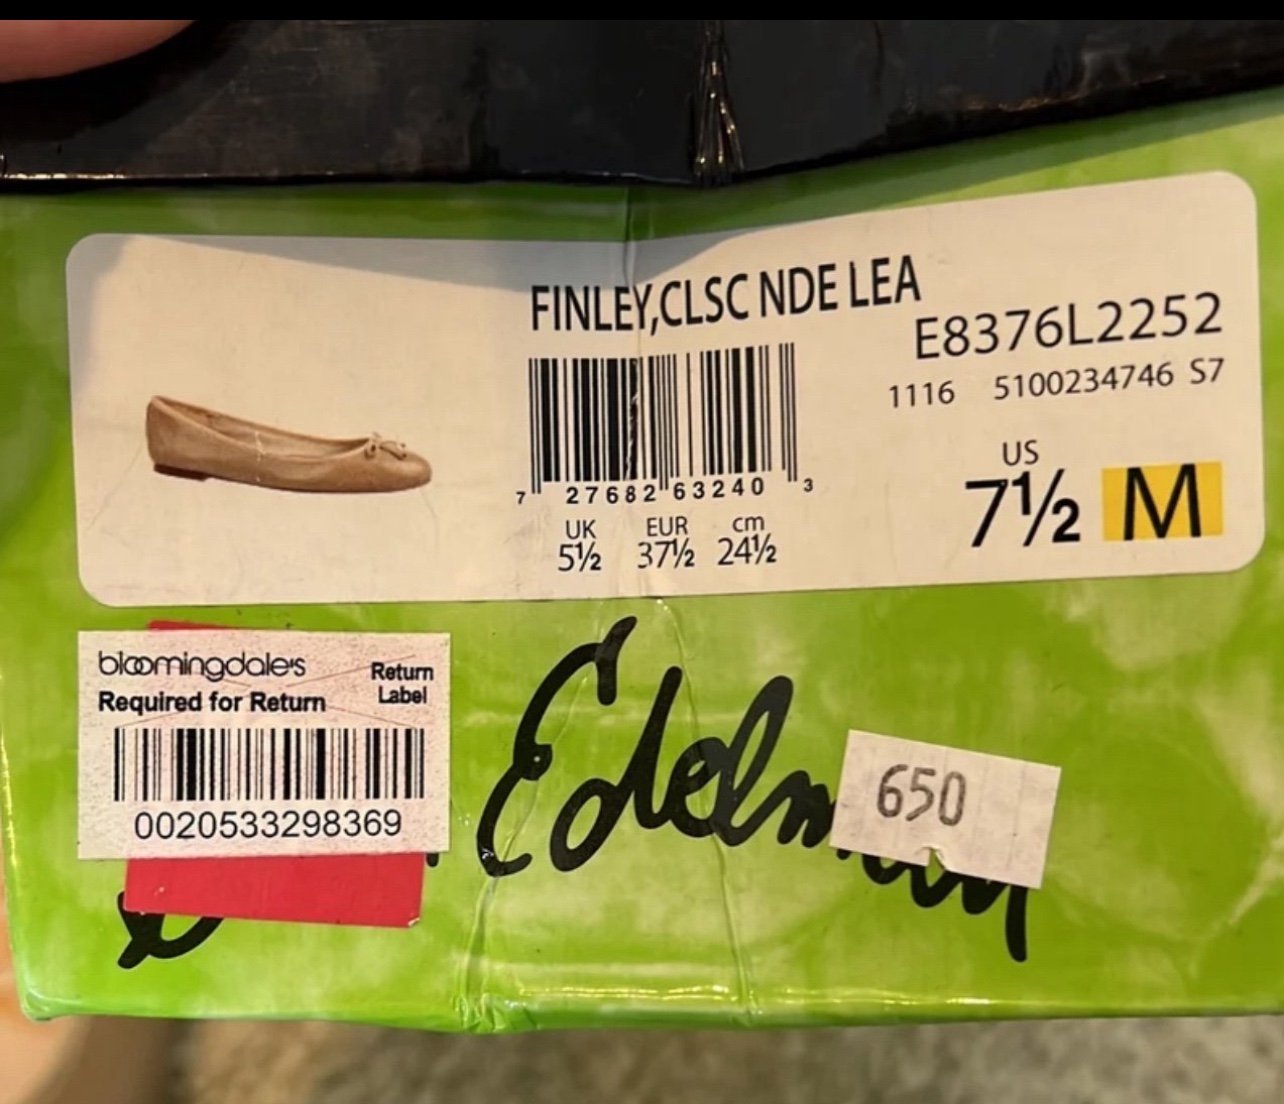 FINLEY,CLSC NDE LEA
E8376L2252
1116 5100234746 S7
7 27682 63240 3
US
7½ M
UK EUR cm
5½ 37½ 24½
bloomingdale's
Return
Label
Required for Return
0020533298369
Edelman
650